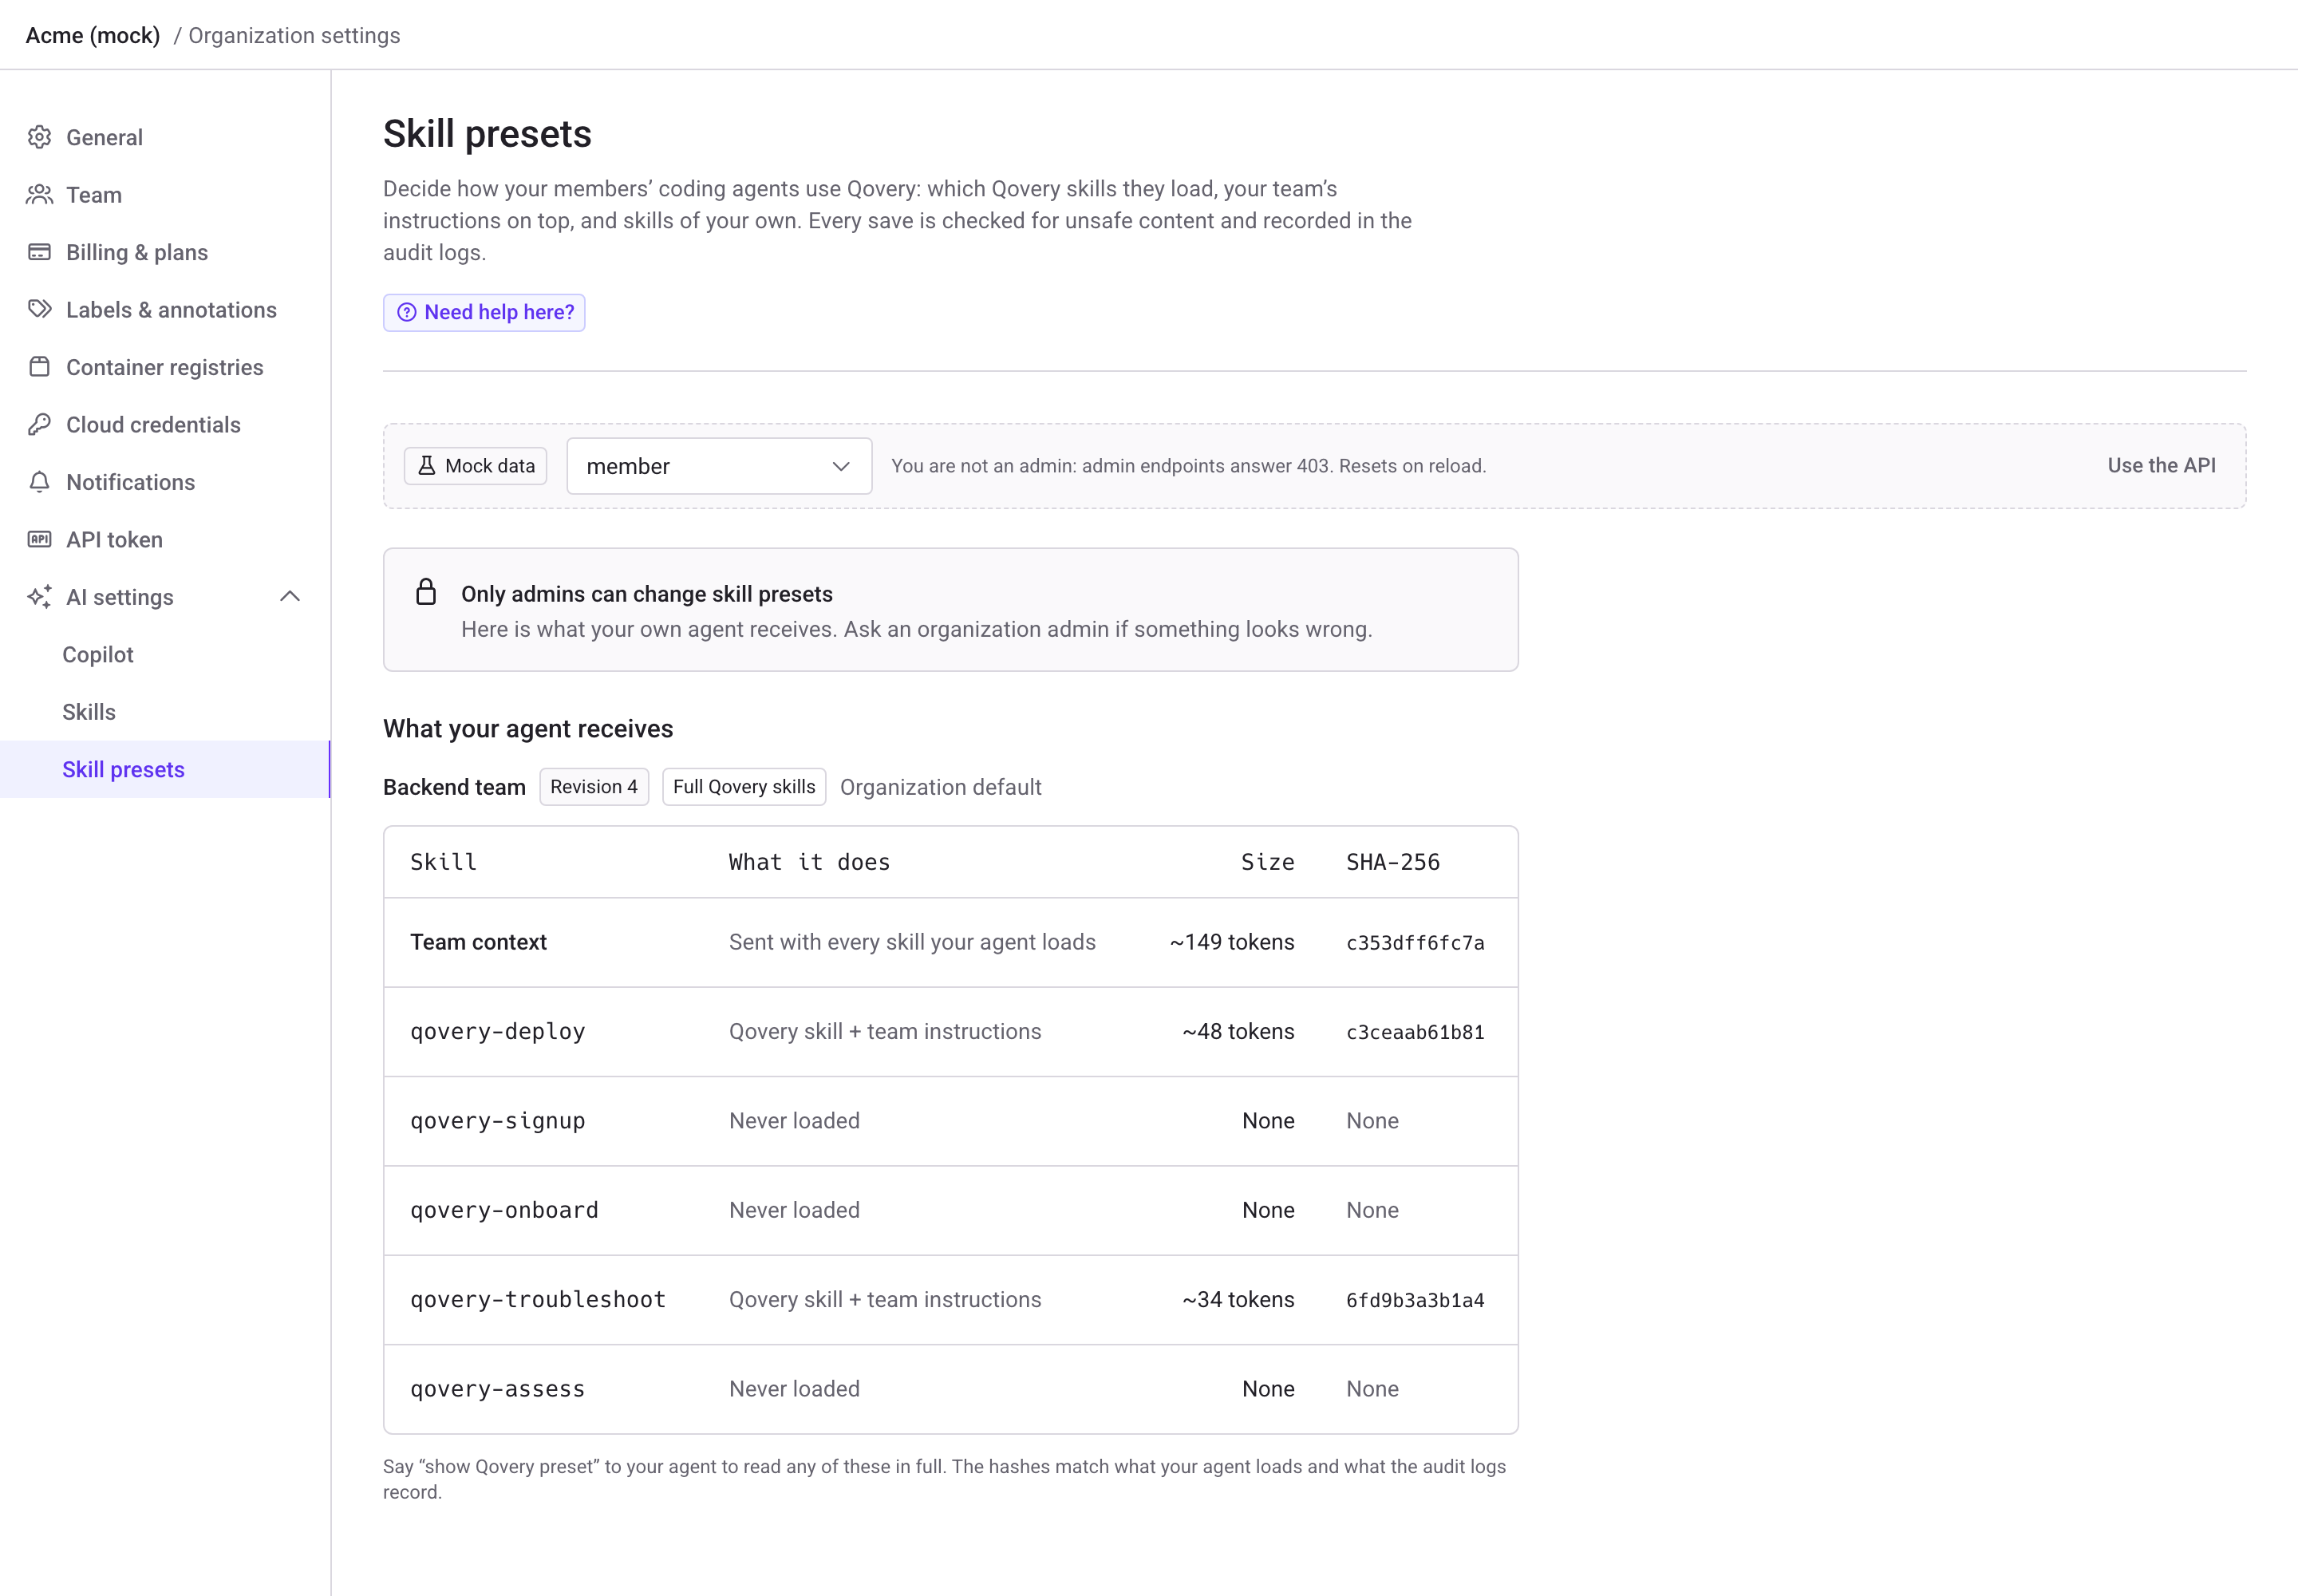 Acme (mock) / Organization settings
General
Team
Billing & plans
Labels & annotations
Container registries
Cloud credentials
Notifications
API token
AI settings
Copilot
Skills
Skill presets
Skill presets
Decide how your members’ coding agents use Qovery: which Qovery skills they load, your team’s
instructions on top, and skills of your own. Every save is checked for unsafe content and recorded in the
audit logs.
Need help here?
Mock data member You are not an admin: admin endpoints answer 403. Resets on reload. Use the API
Only admins can change skill presets
Here is what your own agent receives. Ask an organization admin if something looks wrong.
What your agent receives
Backend team Revision 4 Full Qovery skills Organization default
Skill What it does Size SHA-256
Team context Sent with every skill your agent loads ~149 tokens c353dff6fc7a
qovery-deploy Qovery skill + team instructions ~48 tokens c3ceaab61b81
qovery-signup Never loaded None None
qovery-onboard Never loaded None None
qovery-troubleshoot Qovery skill + team instructions ~34 tokens 6fd9b3a3b1a4
qovery-assess Never loaded None None
Say “show Qovery preset” to your agent to read any of these in full. The hashes match what your agent loads and what the audit logs
record.